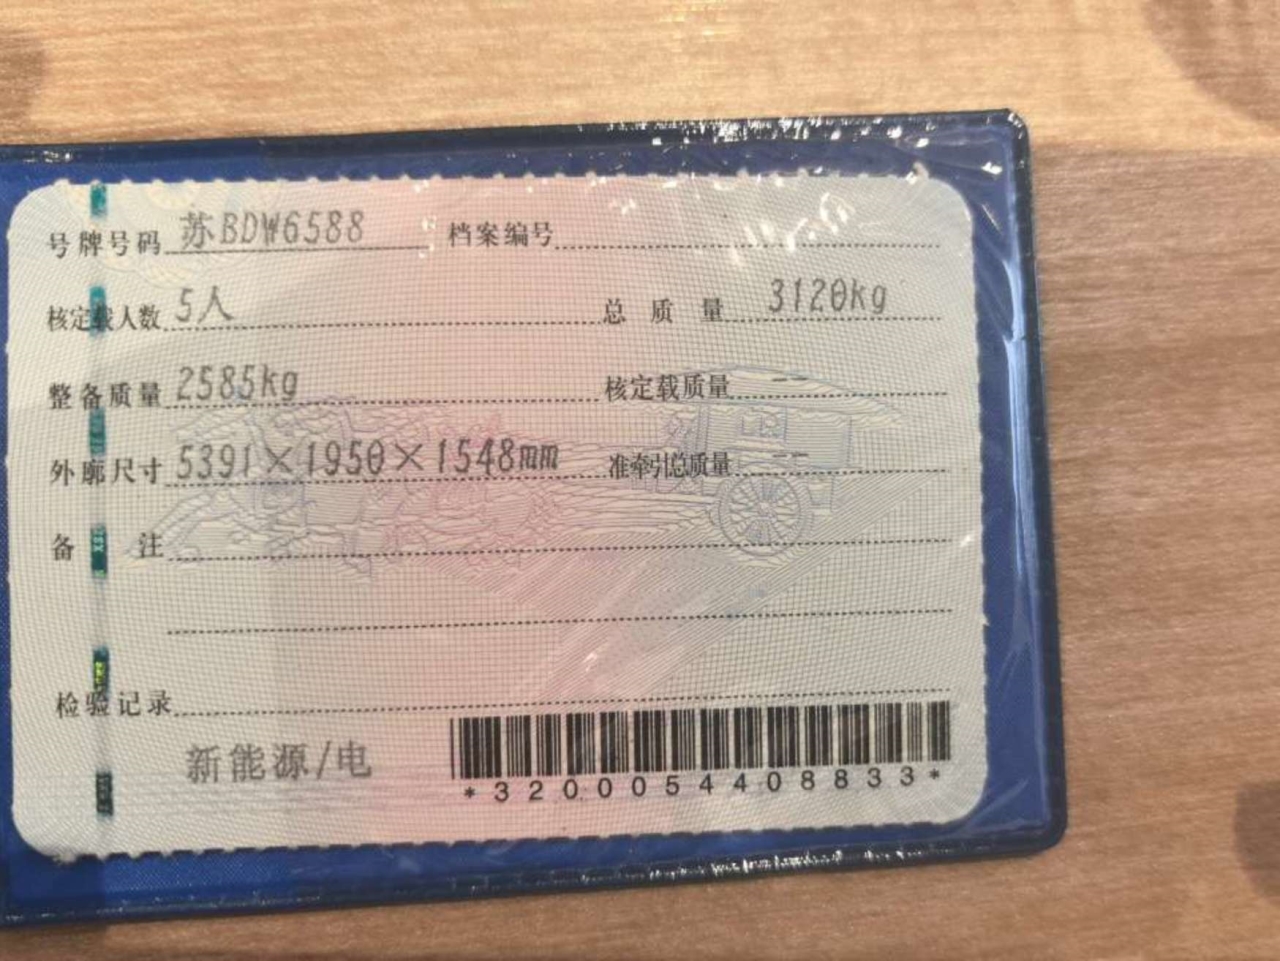 号牌号码 苏BDW6588 档案编号
核定载人数 5人 总质量 3120kg
整备质量 2585kg 核定载质量 --
外廓尺寸 5391×1950×1548mm 准牵引总质量 --
备注
检验记录
新能源/电
*3200054408833*